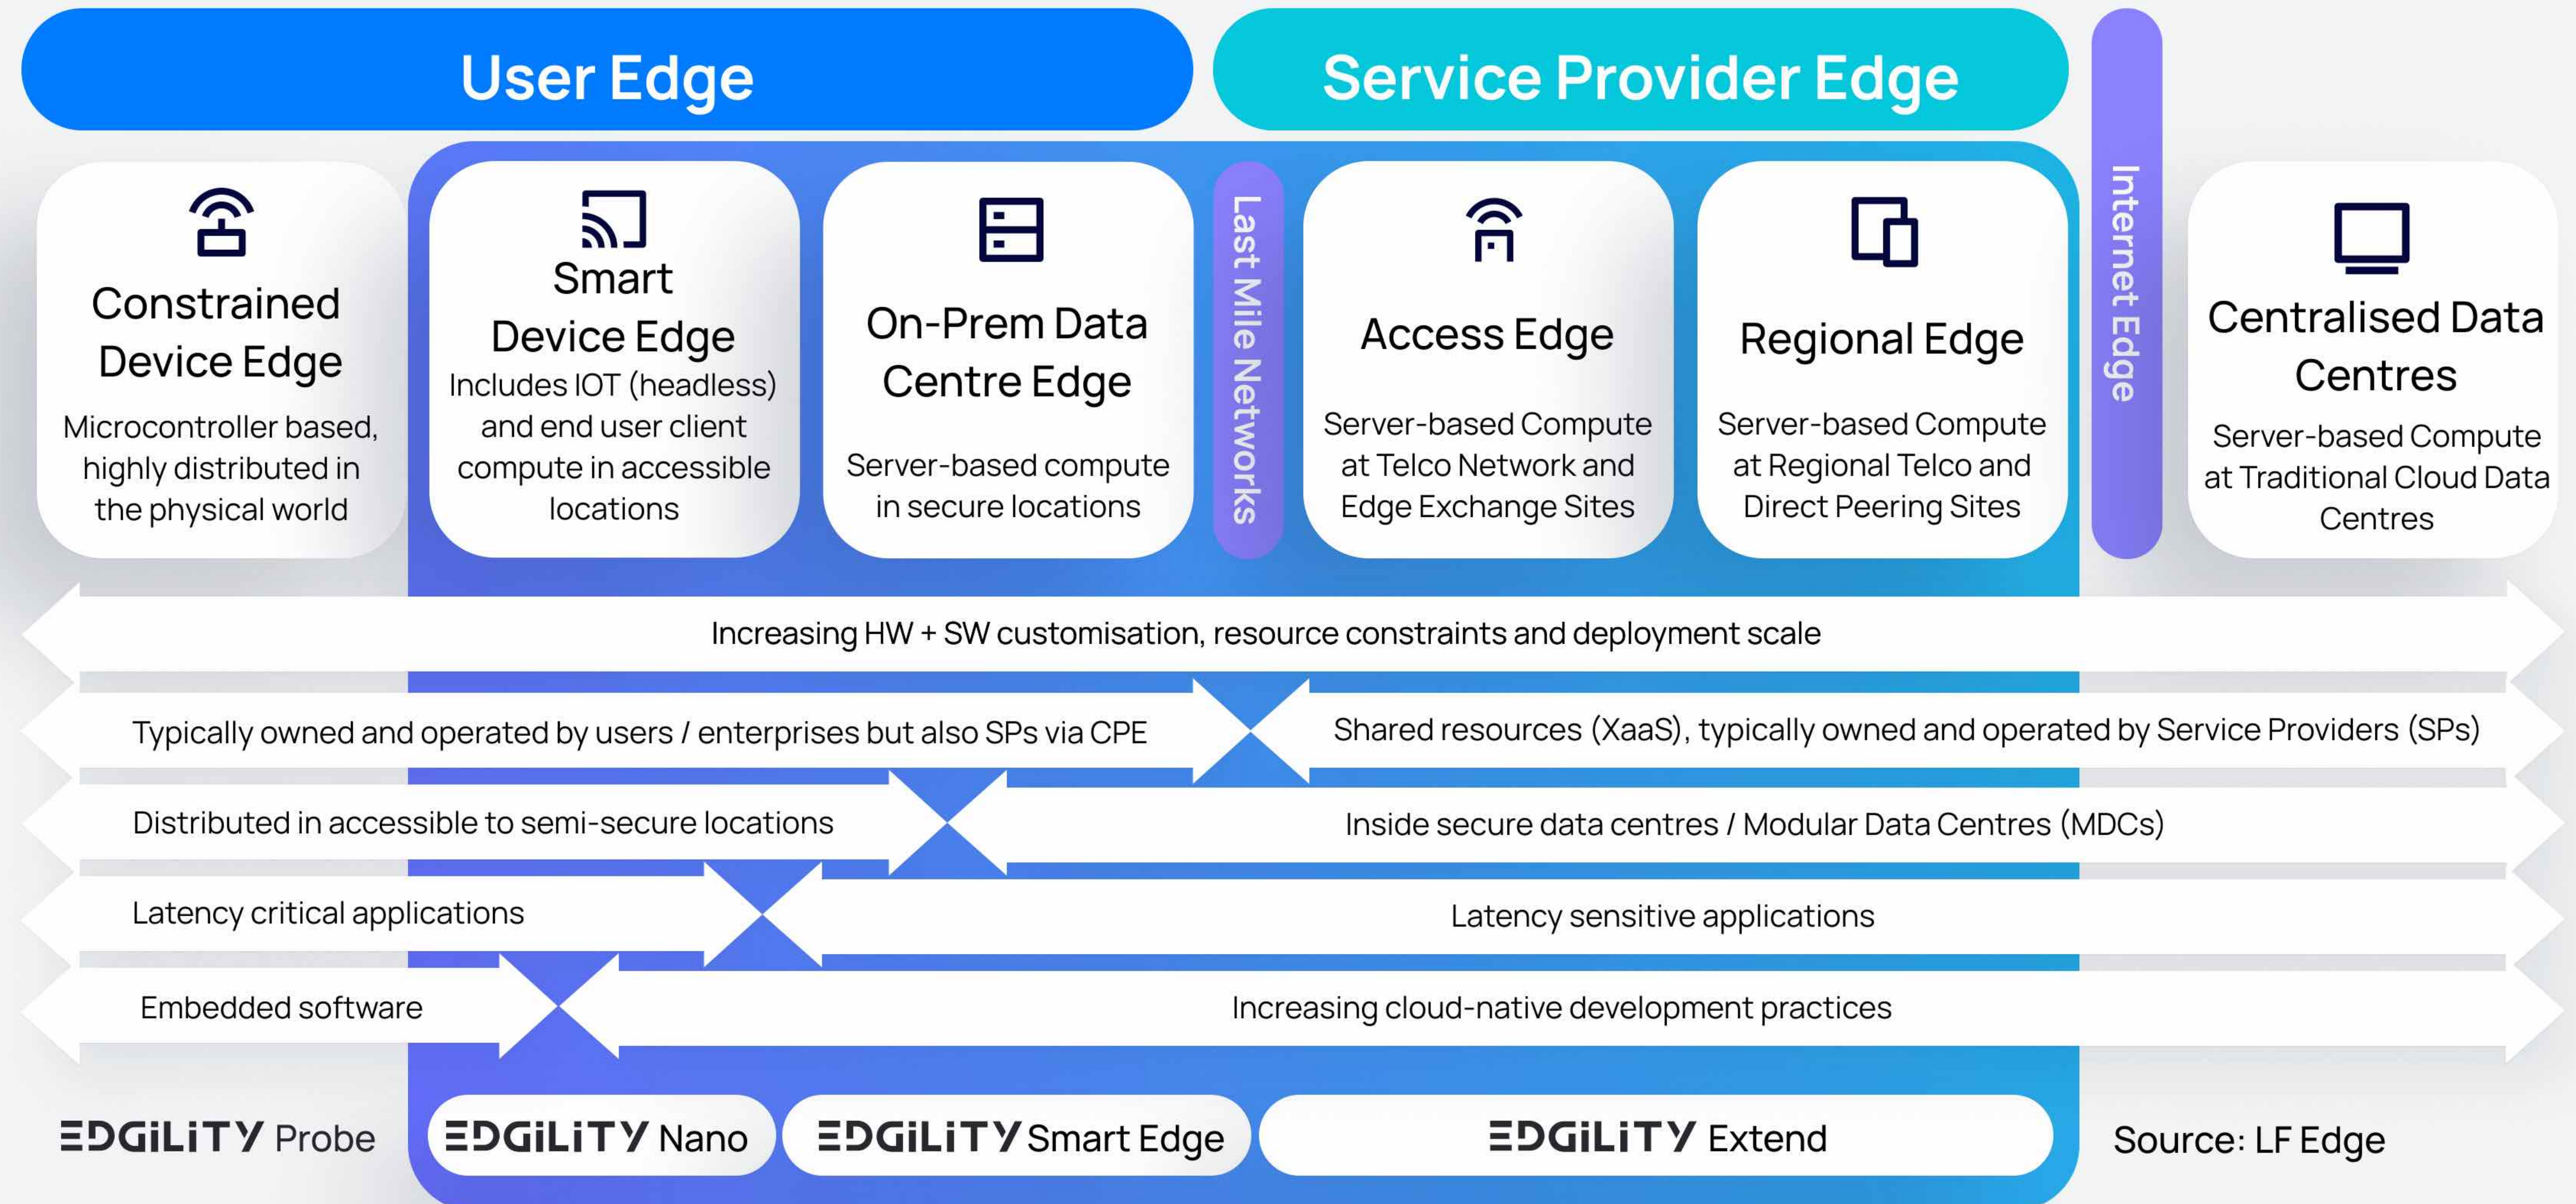 User Edge
Service Provider Edge
Constrained
Device Edge
Microcontroller based,
highly distributed in
the physical world
Smart
Device Edge
Includes IOT (headless)
and end user client
compute in accessible
locations
On-Prem Data
Centre Edge
Server-based compute
in secure locations
Last Mile Networks
Access Edge
Server-based Compute
at Telco Network and
Edge Exchange Sites
Regional Edge
Server-based Compute
at Regional Telco and
Direct Peering Sites
Internet Edge
Centralised Data
Centres
Server-based Compute
at Traditional Cloud Data
Centres
Increasing HW + SW customisation, resource constraints and deployment scale
Typically owned and operated by users / enterprises but also SPs via CPE
Shared resources (XaaS), typically owned and operated by Service Providers (SPs)
Distributed in accessible to semi-secure locations
Inside secure data centres / Modular Data Centres (MDCs)
Latency critical applications
Latency sensitive applications
Embedded software
Increasing cloud-native development practices
EDGiLiTY Probe
EDGiLiTY Nano
EDGiLiTY Smart Edge
EDGiLiTY Extend
Source: LF Edge